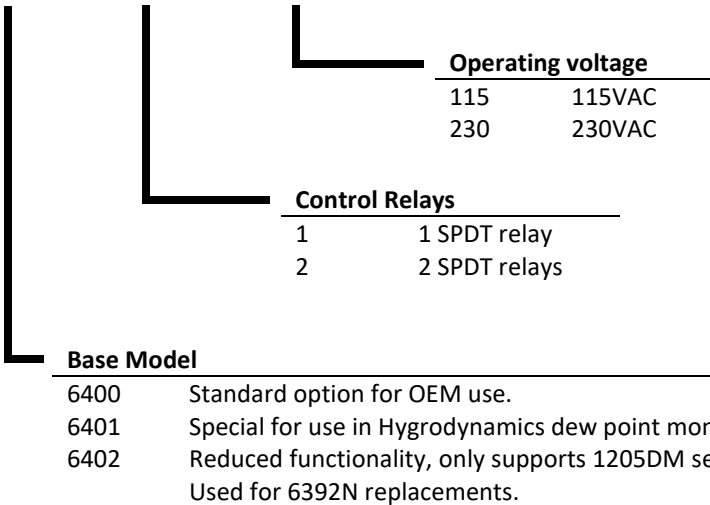 Operating voltage
115 115VAC
230 230VAC
Control Relays
1 1 SPDT relay
2 2 SPDT relays
Base Model
6400 Standard option for OEM use.
6401 Special for use in Hygrodynamics dew point
6402 Reduced functionality, only supports 1205DM
Used for 6392N replacements.